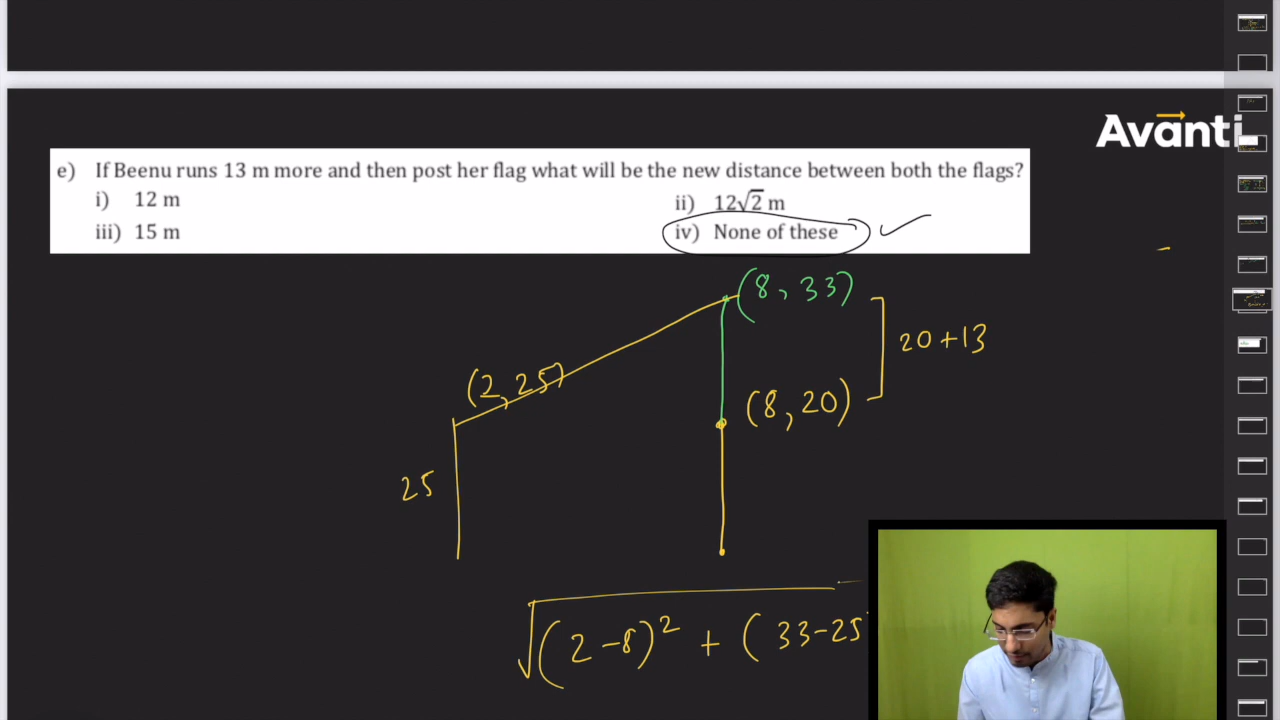 Avanti
e) If Beenu runs 13 m more and then post her flag what will be the new distance between both the flags?
i) 12 m
ii) 12√2 m
iii) 15 m
iv) None of these ✓
(8, 33)
20+13
(2, 25)
(8, 20)
25
√(2-8)² + (33-25